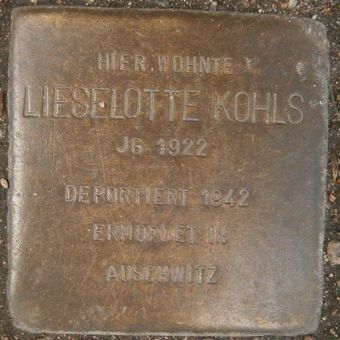 HIER WOHNTE
LIESELOTTE KOHLS
JG. 1922
DEPORTIERT 1942
ERMORDET IN
AUSCHWITZ